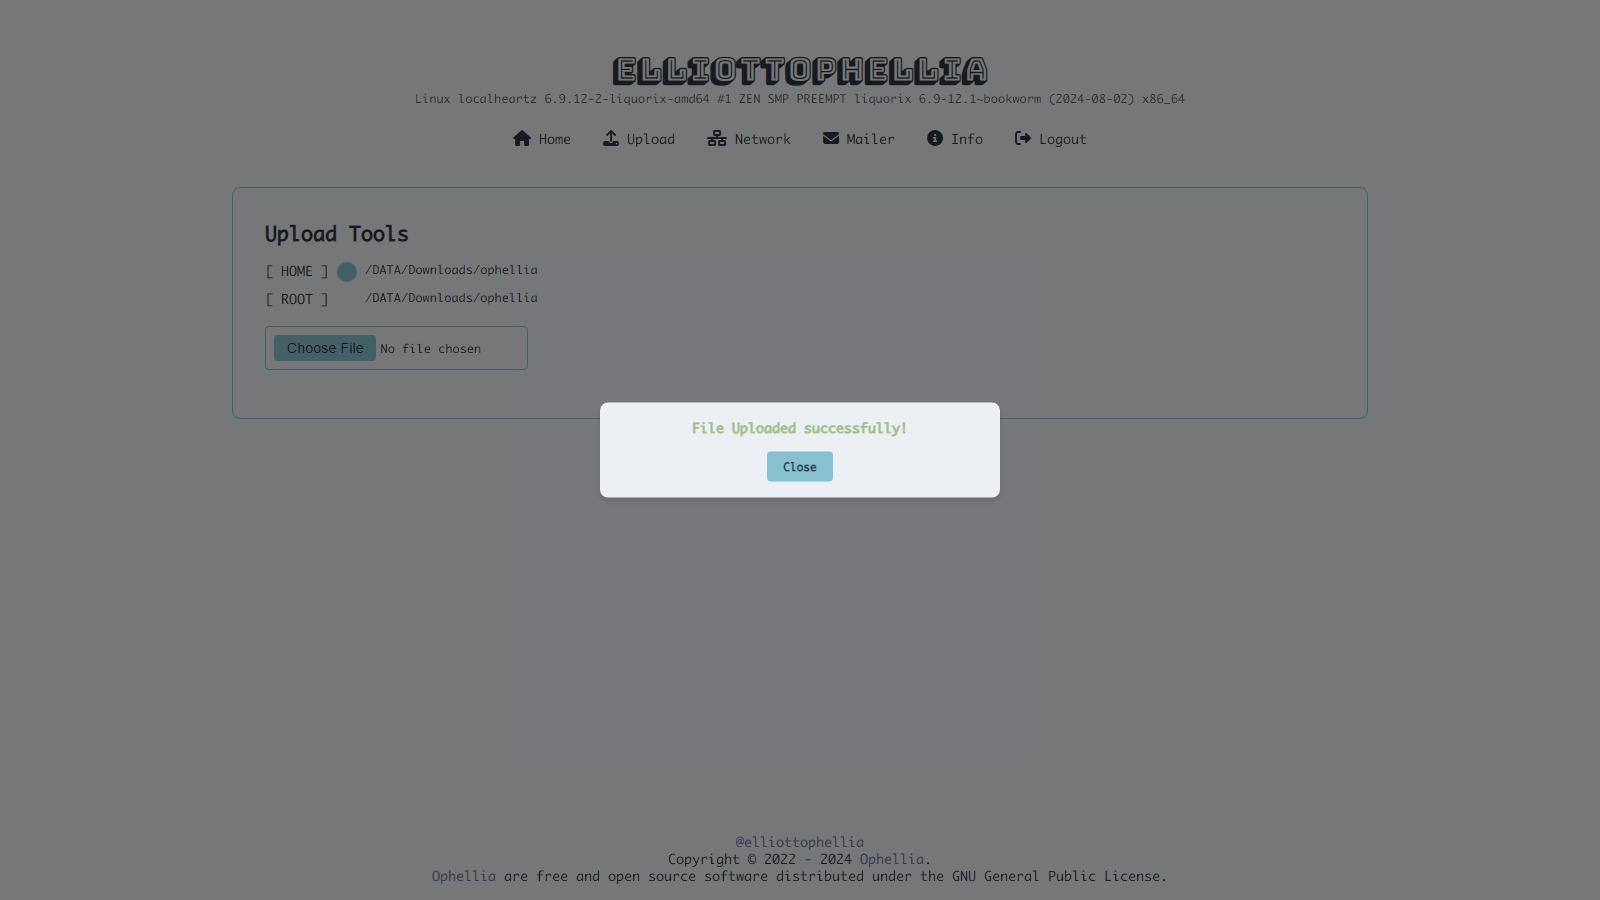 ELLIOTTOPHELLIA
Linux localheartz 6.9.12-2-liquorix-amd64 #1 ZEN SMP PREEMPT liquorix 6.9-12.1~bookworm (2024-08-02) x86_64
Home Upload Network Mailer Info Logout
Upload Tools
[ HOME ] /DATA/Downloads/ophellia
[ ROOT ] /DATA/Downloads/ophellia
Choose File No file chosen
File Uploaded successfully!
Close
@elliottophellia
Copyright © 2022 - 2024 Ophellia.
Ophellia are free and open source software distributed under the GNU General Public License.